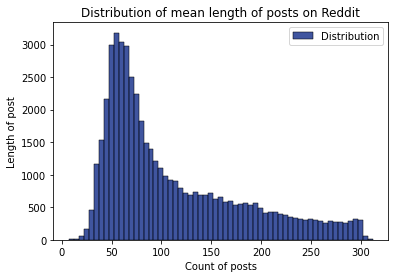 Distribution of mean length of posts on Reddit
Distribution
Length of post
3000
2500
2000
1500
1000
500
0
0 50 100 150 200 250 300
Count of posts